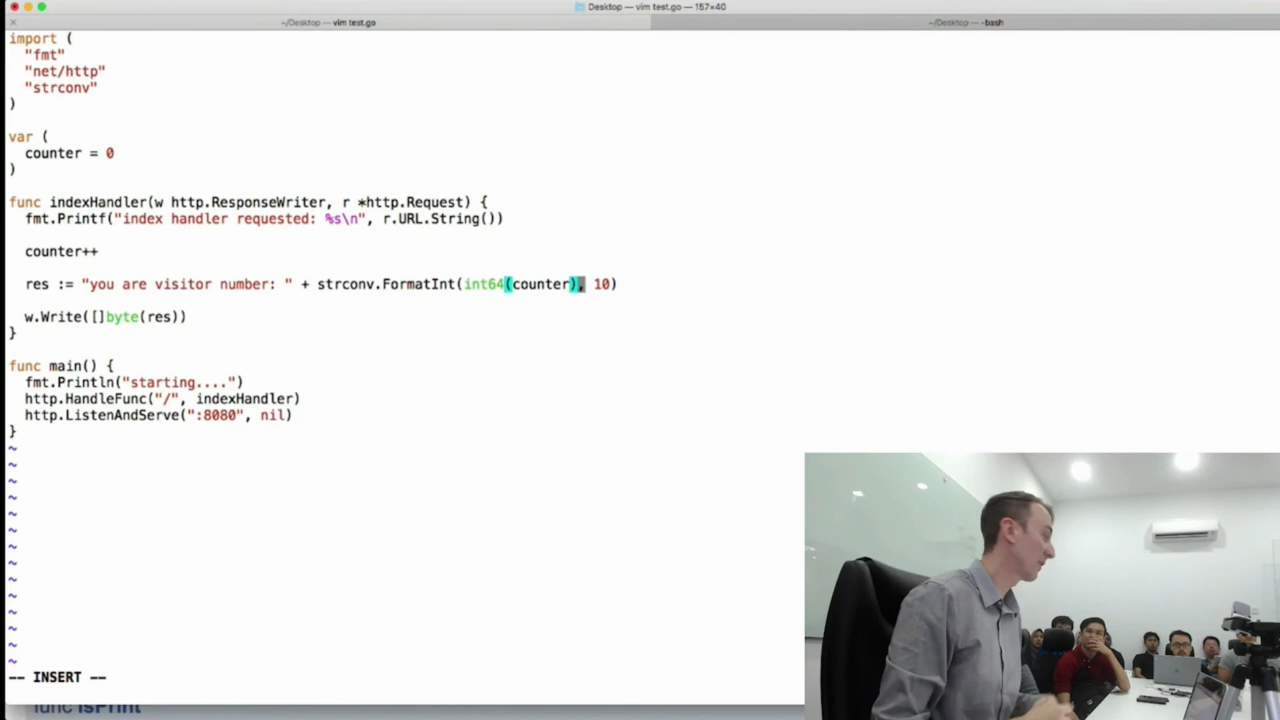 Desktop — vim test.go — 157×40
~/Desktop — vim test.go
~/Desktop — -bash
import (
"fmt"
"net/http"
"strconv"
)
var (
counter = 0
)
func indexHandler(w http.ResponseWriter, r *http.Request) {
fmt.Printf("index handler requested: %s\n", r.URL.String())
counter++
res := "you are visitor number: " + strconv.FormatInt(int64(counter), 10)
w.Write([]byte(res))
}
func main() {
fmt.Println("starting....")
http.HandleFunc("/", indexHandler)
http.ListenAndServe(":8080", nil)
}
~
~
~
~
~
~
~
~
~
~
~
~
~
~
-- INSERT --
func IsPrint